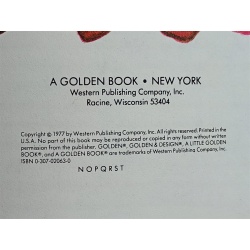 A GOLDEN BOOK • NEW YORK
Western Publishing Company, Inc.
Racine, Wisconsin 53404
Copyright © 1977 by Western Publishing Company, Inc. All rights reserved. Printed in the
U.S.A. No part of this book may be reproduced or copied in any form without written
permission from the publisher. GOLDEN®, GOLDEN & DESIGN®, A LITTLE GOLDEN
BOOK®, and A GOLDEN BOOK® are trademarks of Western Publishing Company, Inc.
ISBN 0-307-02063-0
N O P Q R S T